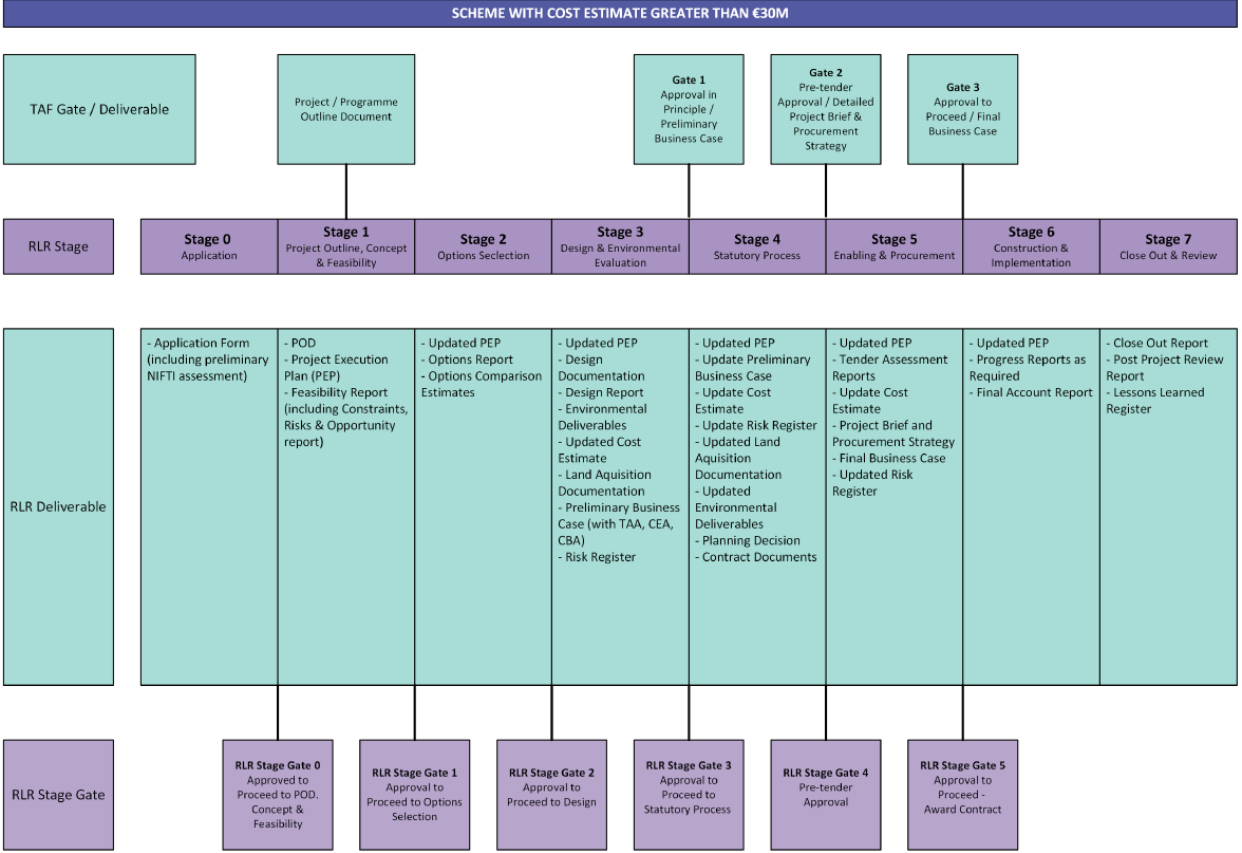 SCHEME WITH COST ESTIMATE GREATER THAN €30M
TAF Gate / Deliverable
Project / Programme
Outline Document
Gate 1
Approval in
Principle /
Preliminary
Business Case
Gate 2
Pre-tender
Approval / Detailed
Project Brief &
Procurement
Strategy
Gate 3
Approval to
Proceed / Final
Business Case
RLR Stage
Stage 0
Application
Stage 1
Project Outline, Concept
& Feasibility
Stage 2
Options Seclection
Stage 3
Design & Environmental
Evaluation
Stage 4
Statutory Process
Stage 5
Enabling & Procurement
Stage 6
Construction &
Implementation
Stage 7
Close Out & Review
RLR Deliverable
- Application Form
(including preliminary
NIFTI assessment)
- POD
- Project Execution
Plan (PEP)
- Feasibility Report
(including Constraints,
Risks & Opportunity
report)
- Updated PEP
- Options Report
- Options Comparison
Estimates
- Updated PEP
- Design
Documentation
- Design Report
- Environmental
Deliverables
- Updated Cost
Estimate
- Land Aquisition
Documentation
- Preliminary Business
Case (with TAA, CEA,
CBA)
- Risk Register
- Updated PEP
- Update Preliminary
Business Case
- Update Cost
Estimate
- Update Risk Register
- Updated Land
Aquisition
Documentation
- Updated
Environmental
Deliverables
- Planning Decision
- Contract Documents
- Updated PEP
- Tender Assessment
Reports
- Update Cost
Estimate
- Project Brief and
Procurement Strategy
- Final Business Case
- Updated Risk
Register
- Updated PEP
- Progress Reports as
Required
- Final Account Report
- Close Out Report
- Post Project Review
Report
- Lessons Learned
Register
RLR Stage Gate
RLR Stage Gate 0
Approved to
Proceed to POD.
Concept &
Feasibility
RLR Stage Gate 1
Approval to
Proceed to Options
Selection
RLR Stage Gate 2
Approval to
Proceed to Design
RLR Stage Gate 3
Approval to
Proceed to
Statutory Process
RLR Stage Gate 4
Pre-tender
Approval
RLR Stage Gate 5
Approval to
Proceed -
Award Contract